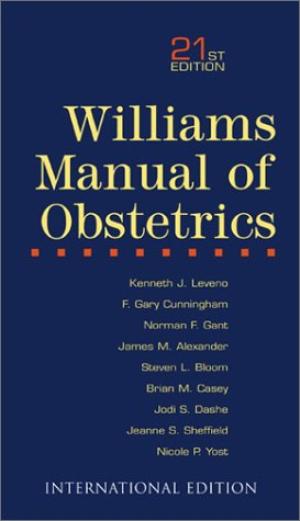 21ST
EDITION
Williams
Manual of
Obstetrics
Kenneth J. Leveno
F. Gary Cunningham
Norman F. Gant
James M. Alexander
Steven L. Bloom
Brian M. Casey
Jodi S. Dashe
Jeanne S. Sheffield
Nicole P. Yost
INTERNATIONAL EDITION